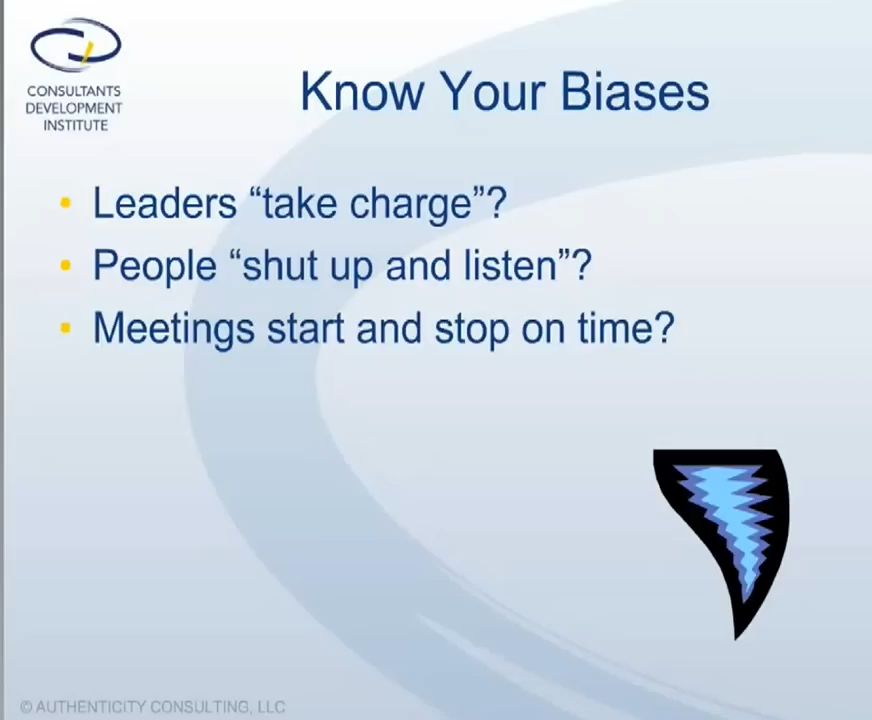 CONSULTANTS
DEVELOPMENT
INSTITUTE
Know Your Biases
• Leaders “take charge”?
• People “shut up and listen”?
• Meetings start and stop on time?
© AUTHENTICITY CONSULTING, LLC